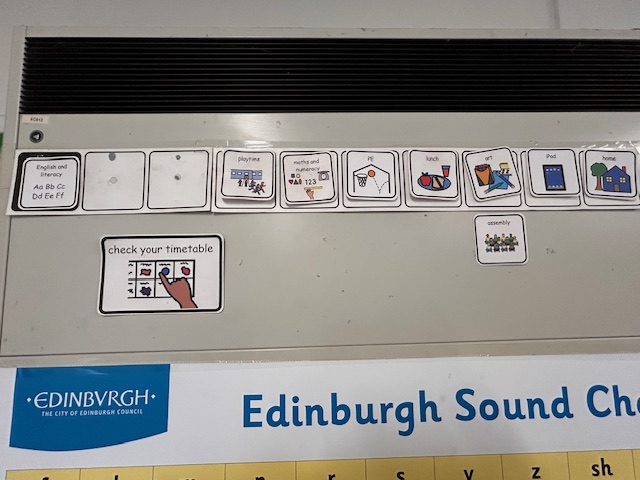 English and
literacy
Aa Bb Cc
Dd Ee Ff
playtime
maths and
numeracy
123
PE
lunch
art
iPad
home
assembly
check your timetable
·EDINBVRGH·
THE CITY OF EDINBURGH COUNCIL
Edinburgh Sound Ch
r s v z sh